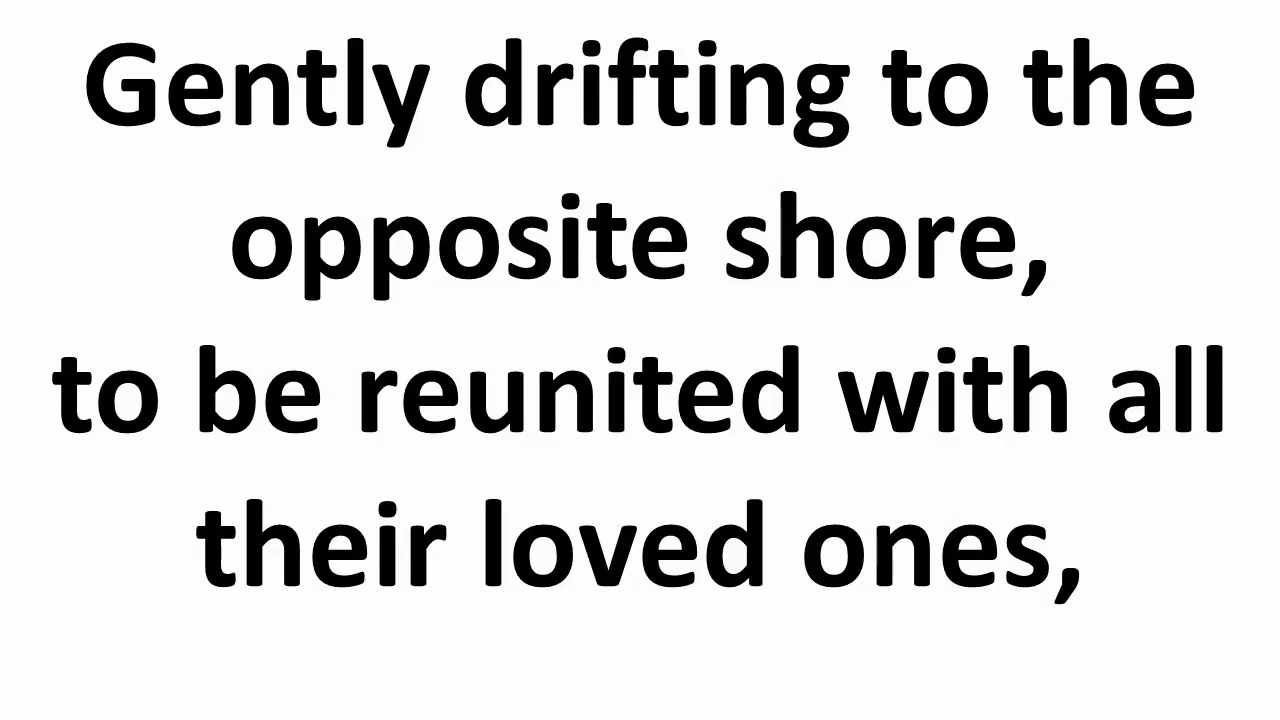 Gently drifting to the
opposite shore,
to be reunited with all
their loved ones,